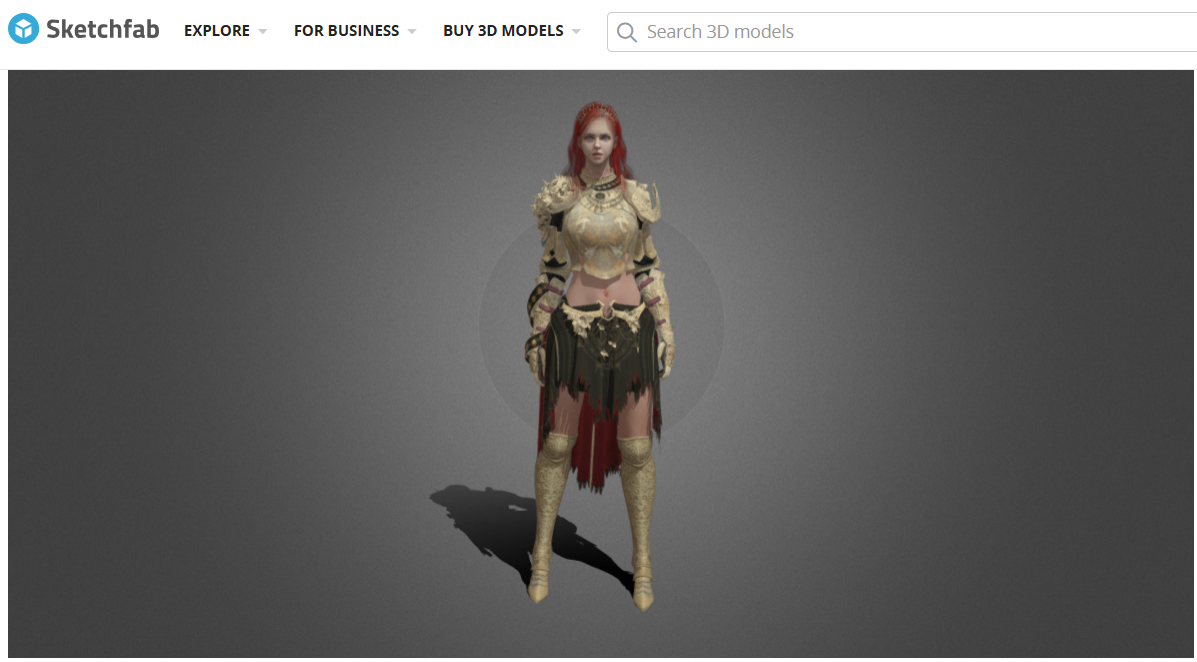 Sketchfab EXPLORE FOR BUSINESS BUY 3D MODELS Search 3D models